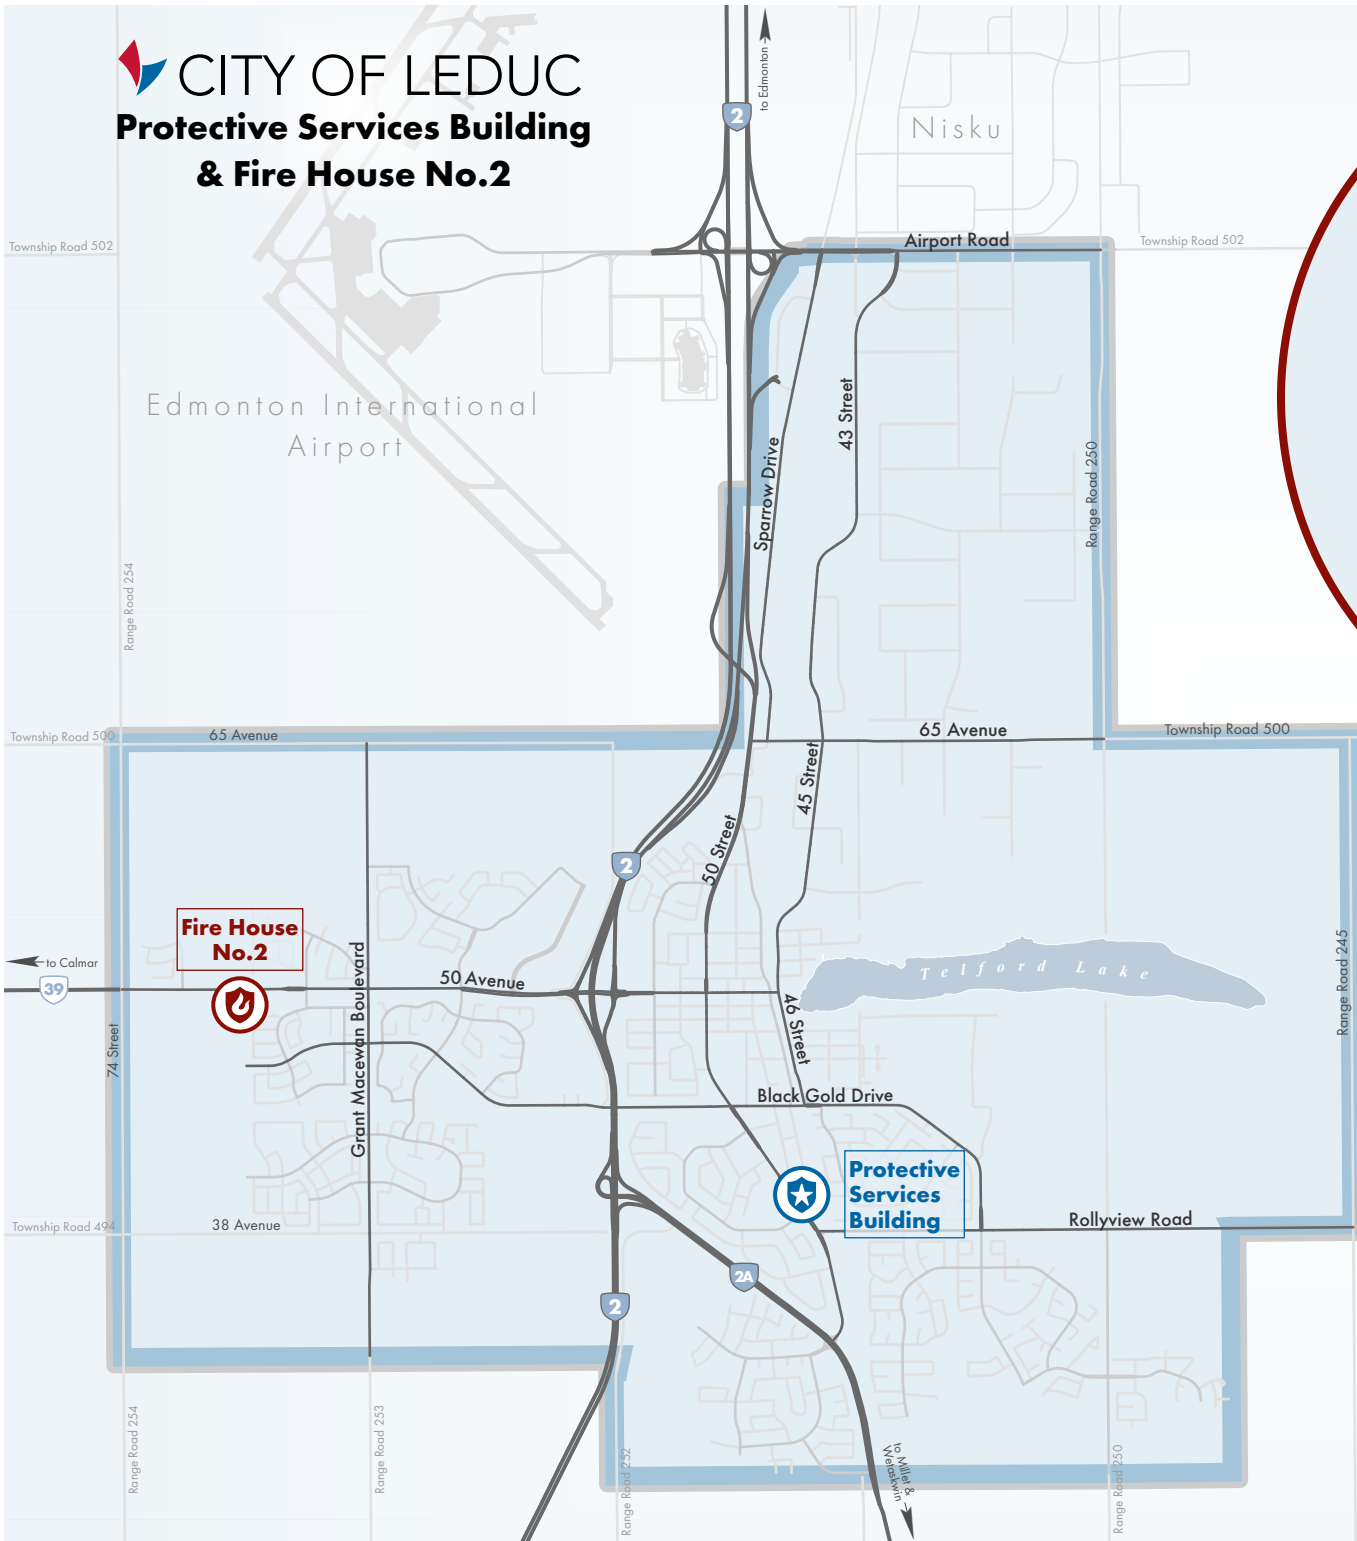 CITY OF LEDUC
Protective Services Building
& Fire House No.2
to Edmonton
2
Nisku
Township Road 502
Airport Road
Township Road 502
Edmonton International
Airport
43 Street
Sparrow Drive
Range Road 250
Range Road 254
Township Road 500
65 Avenue
65 Avenue
Township Road 500
45 Street
50 Street
2
Fire House
No.2
to Calmar
39
50 Avenue
Telford Lake
Grant Macewan Boulevard
Range Road 245
74 Street
46 Street
Black Gold Drive
Protective
Services
Building
Township Road 494
38 Avenue
Rollyview Road
2A
2
Range Road 254
Range Road 253
Range Road 252
to Millet &
Wetaskwin
Range Road 250